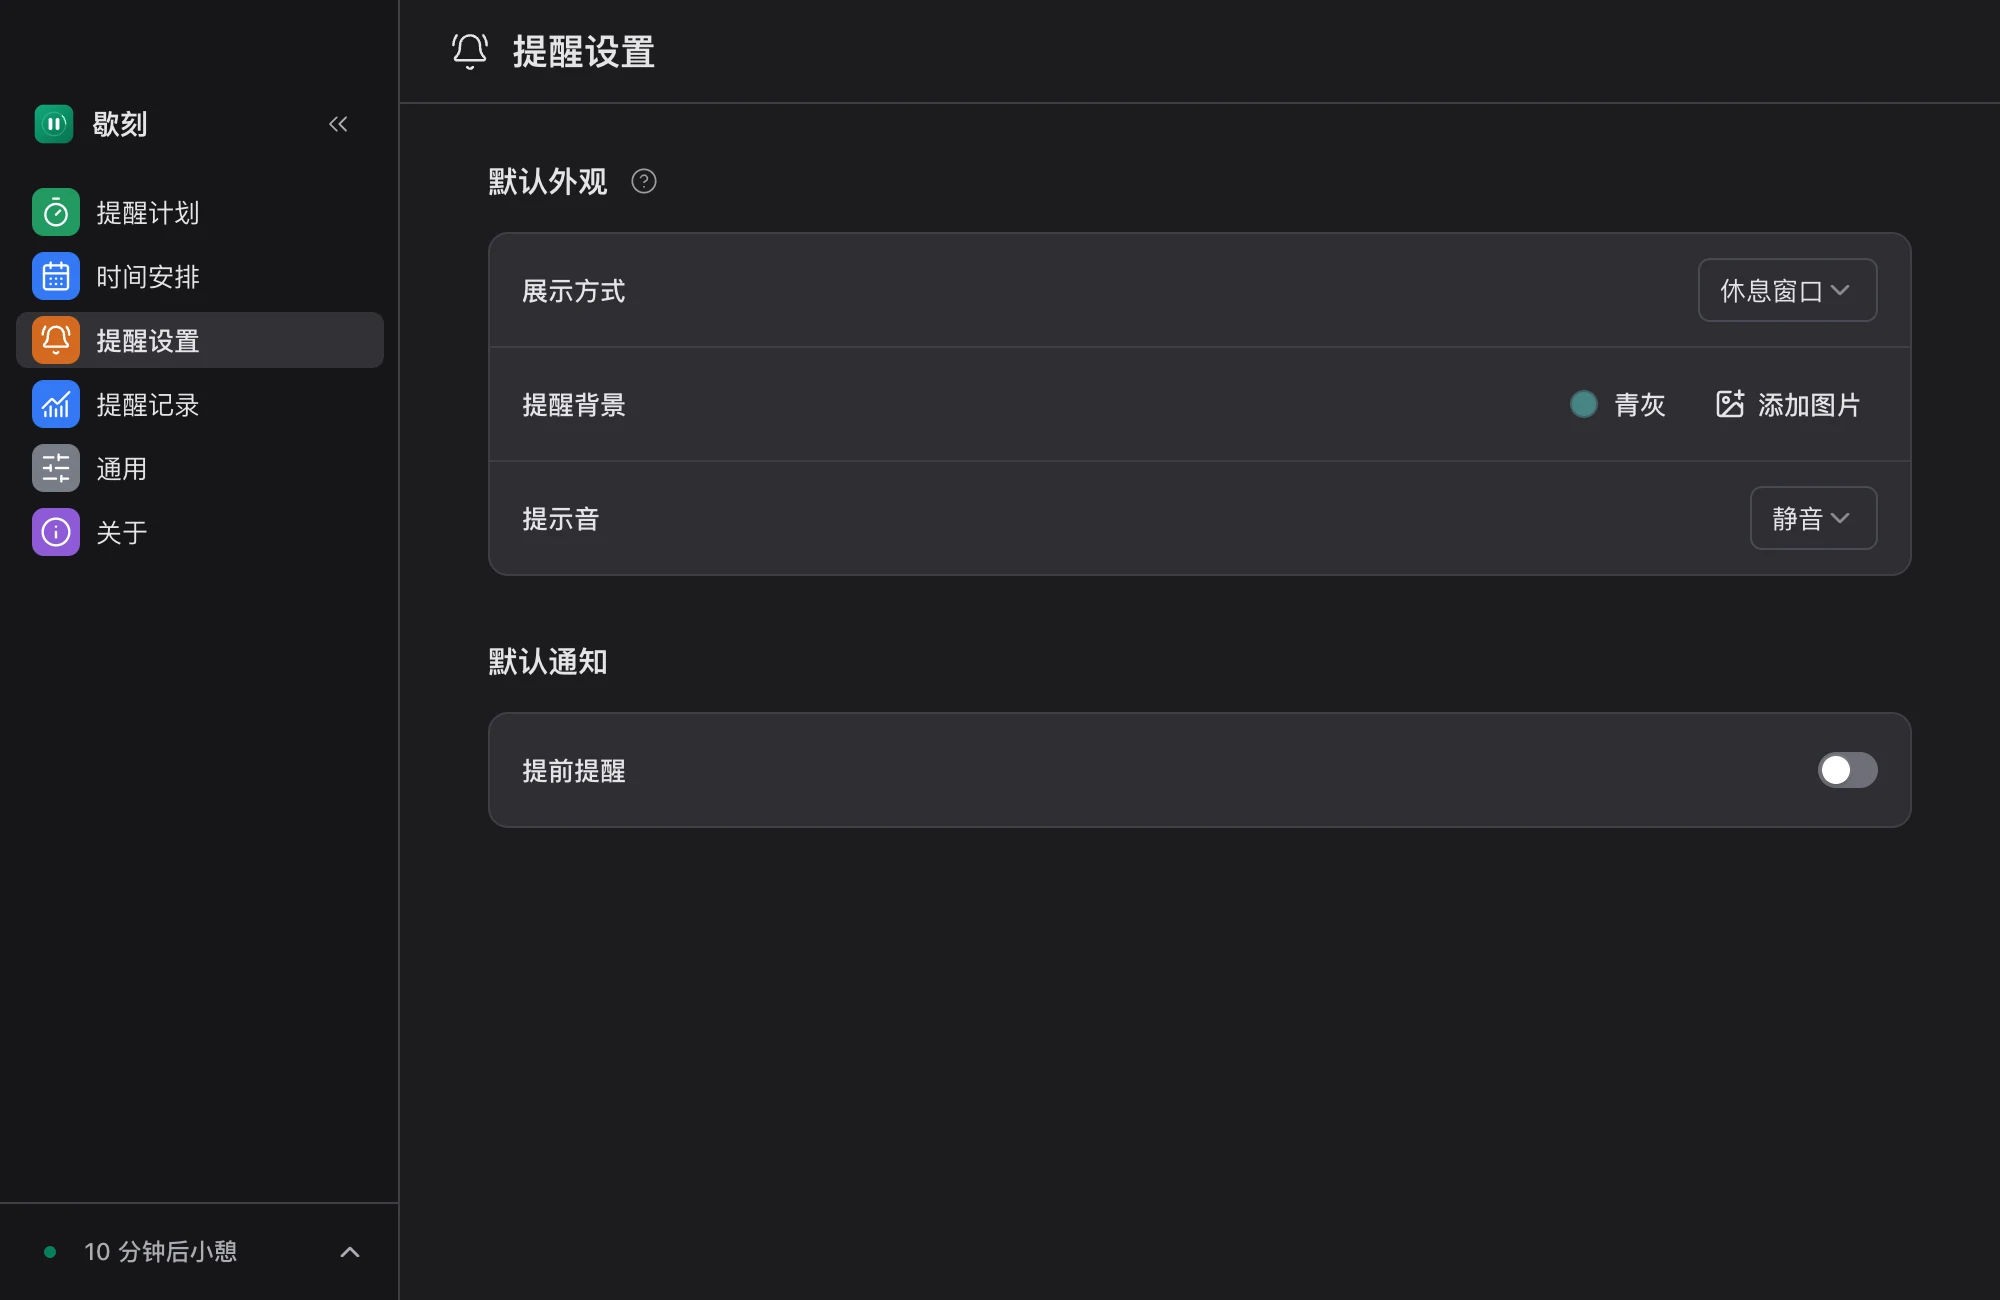 提醒设置
歇刻
提醒计划
时间安排
提醒设置
提醒记录
通用
关于
10 分钟后小憩
默认外观
展示方式
休息窗口
提醒背景
青灰
添加图片
提示音
静音
默认通知
提前提醒